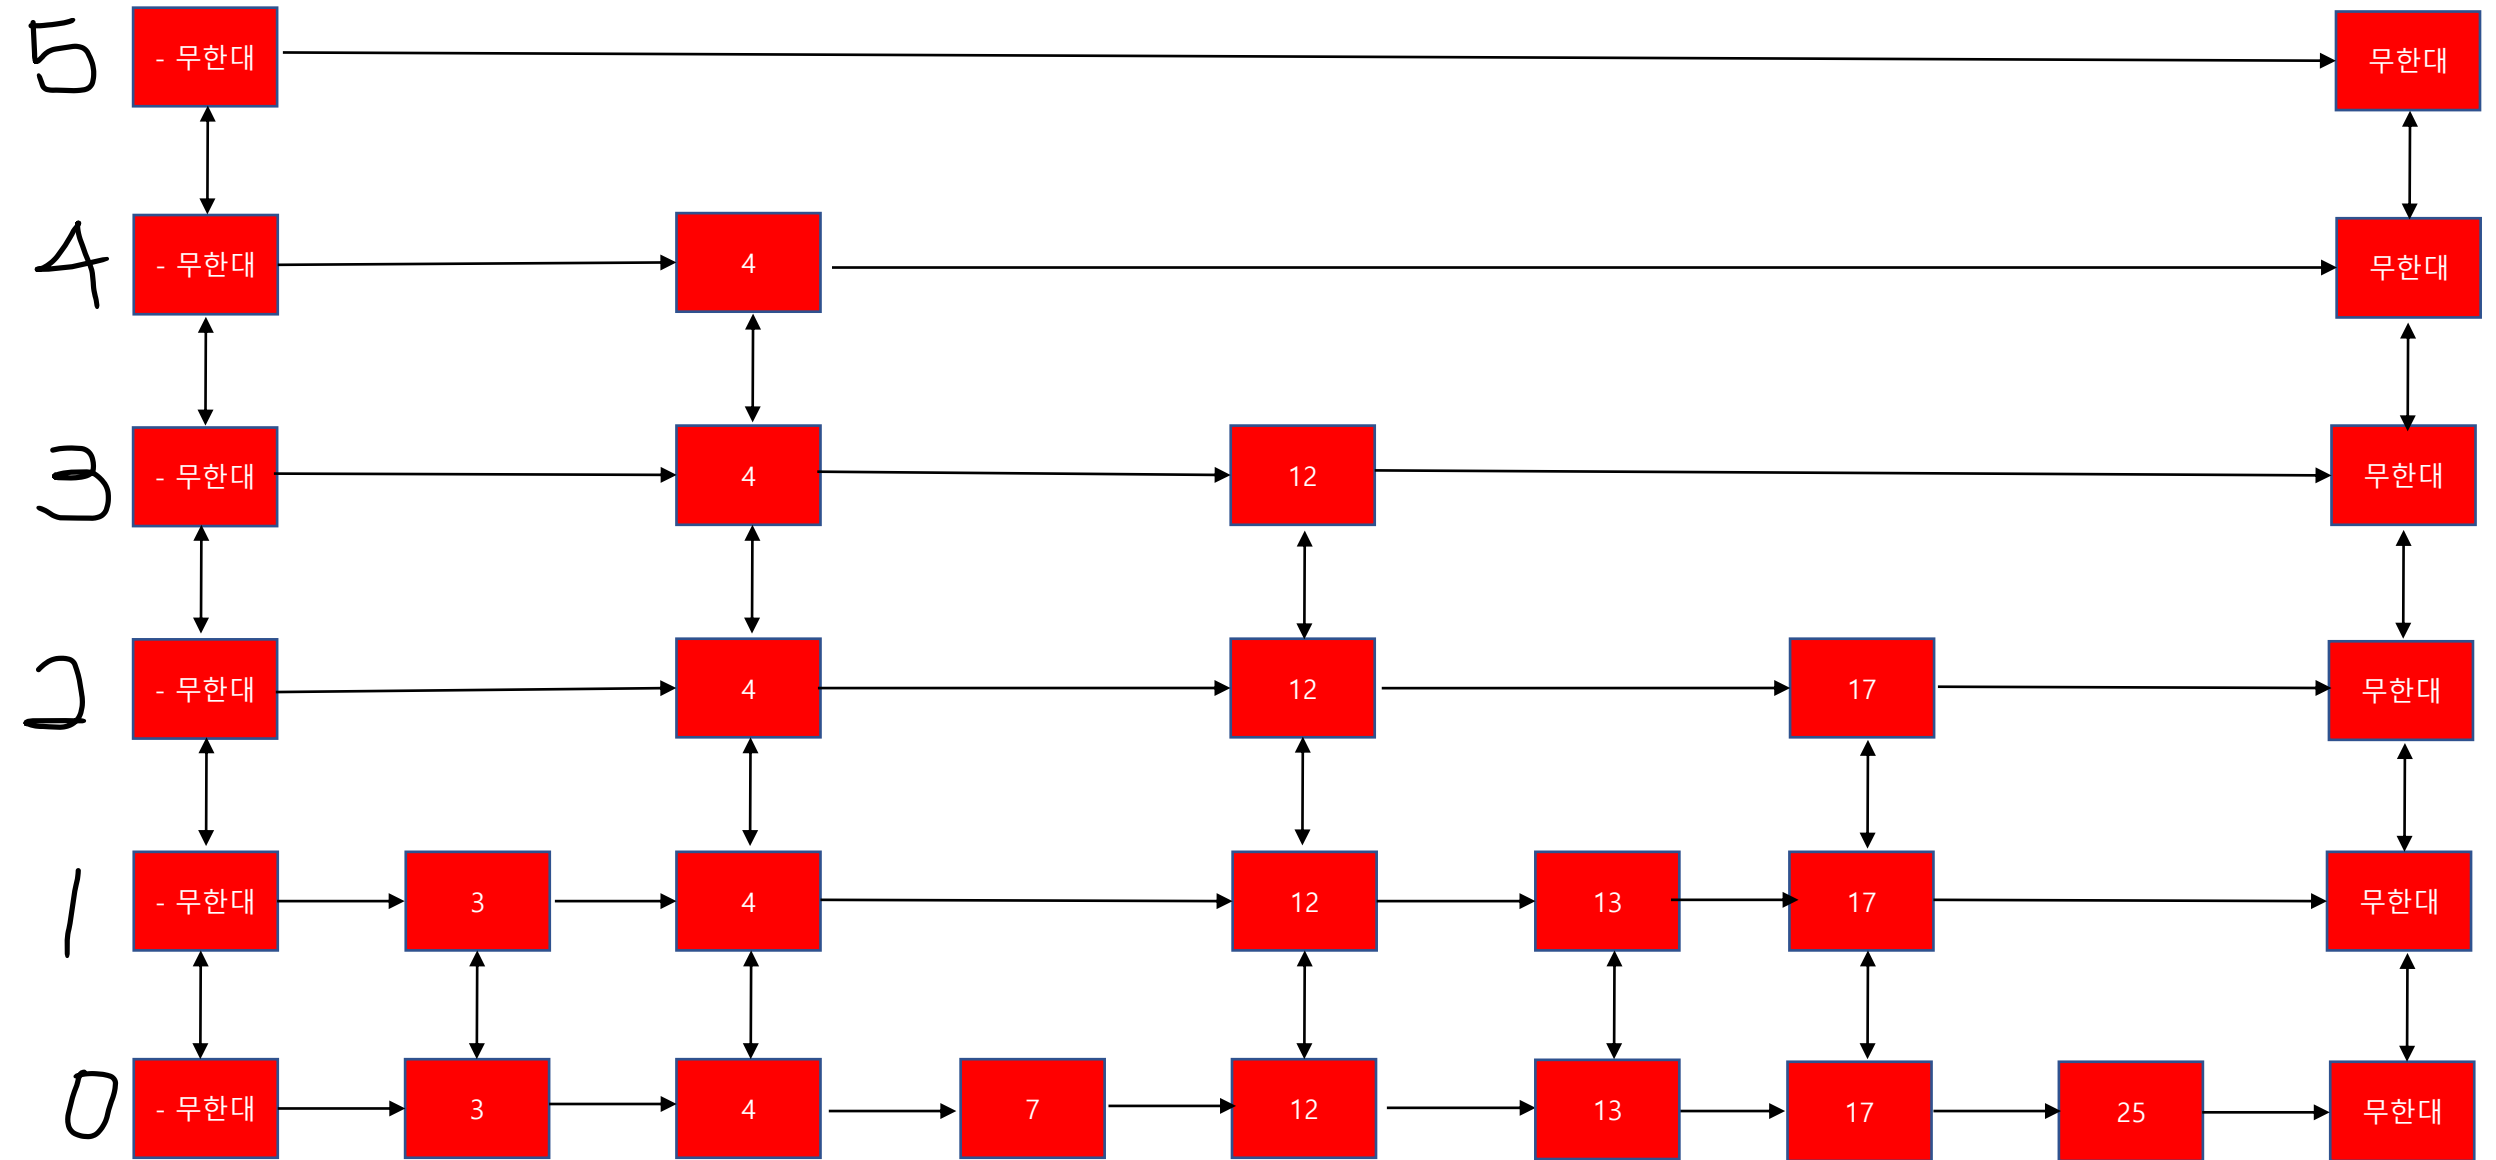 5 - 무한대 무한대
4 - 무한대 4 무한대
3 - 무한대 4 12 무한대
2 - 무한대 4 12 17 무한대
1 - 무한대 3 4 12 13 17 무한대
0 - 무한대 3 4 7 12 13 17 25 무한대